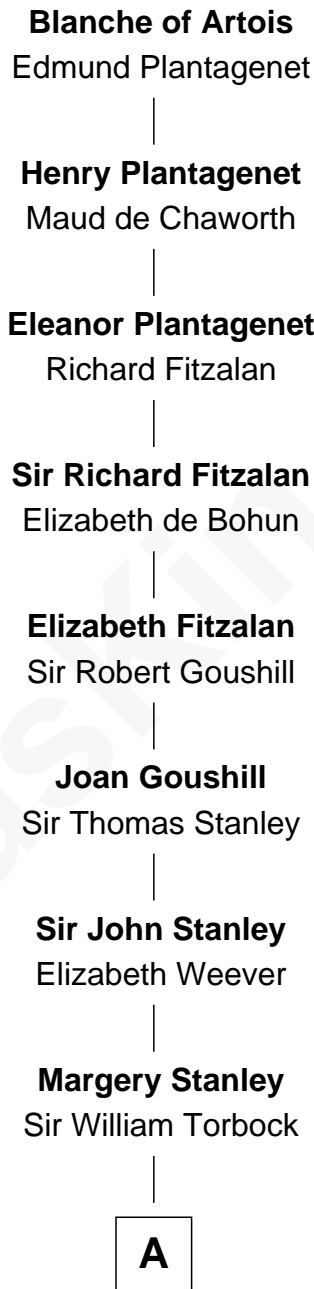 Blanche of Artois
Edmund Plantagenet
Henry Plantagenet
Maud de Chaworth
Eleanor Plantagenet
Richard Fitzalan
Sir Richard Fitzalan
Elizabeth de Bohun
Elizabeth Fitzalan
Sir Robert Goushill
Joan Goushill
Sir Thomas Stanley
Sir John Stanley
Elizabeth Weever
Margery Stanley
Sir William Torbock
A